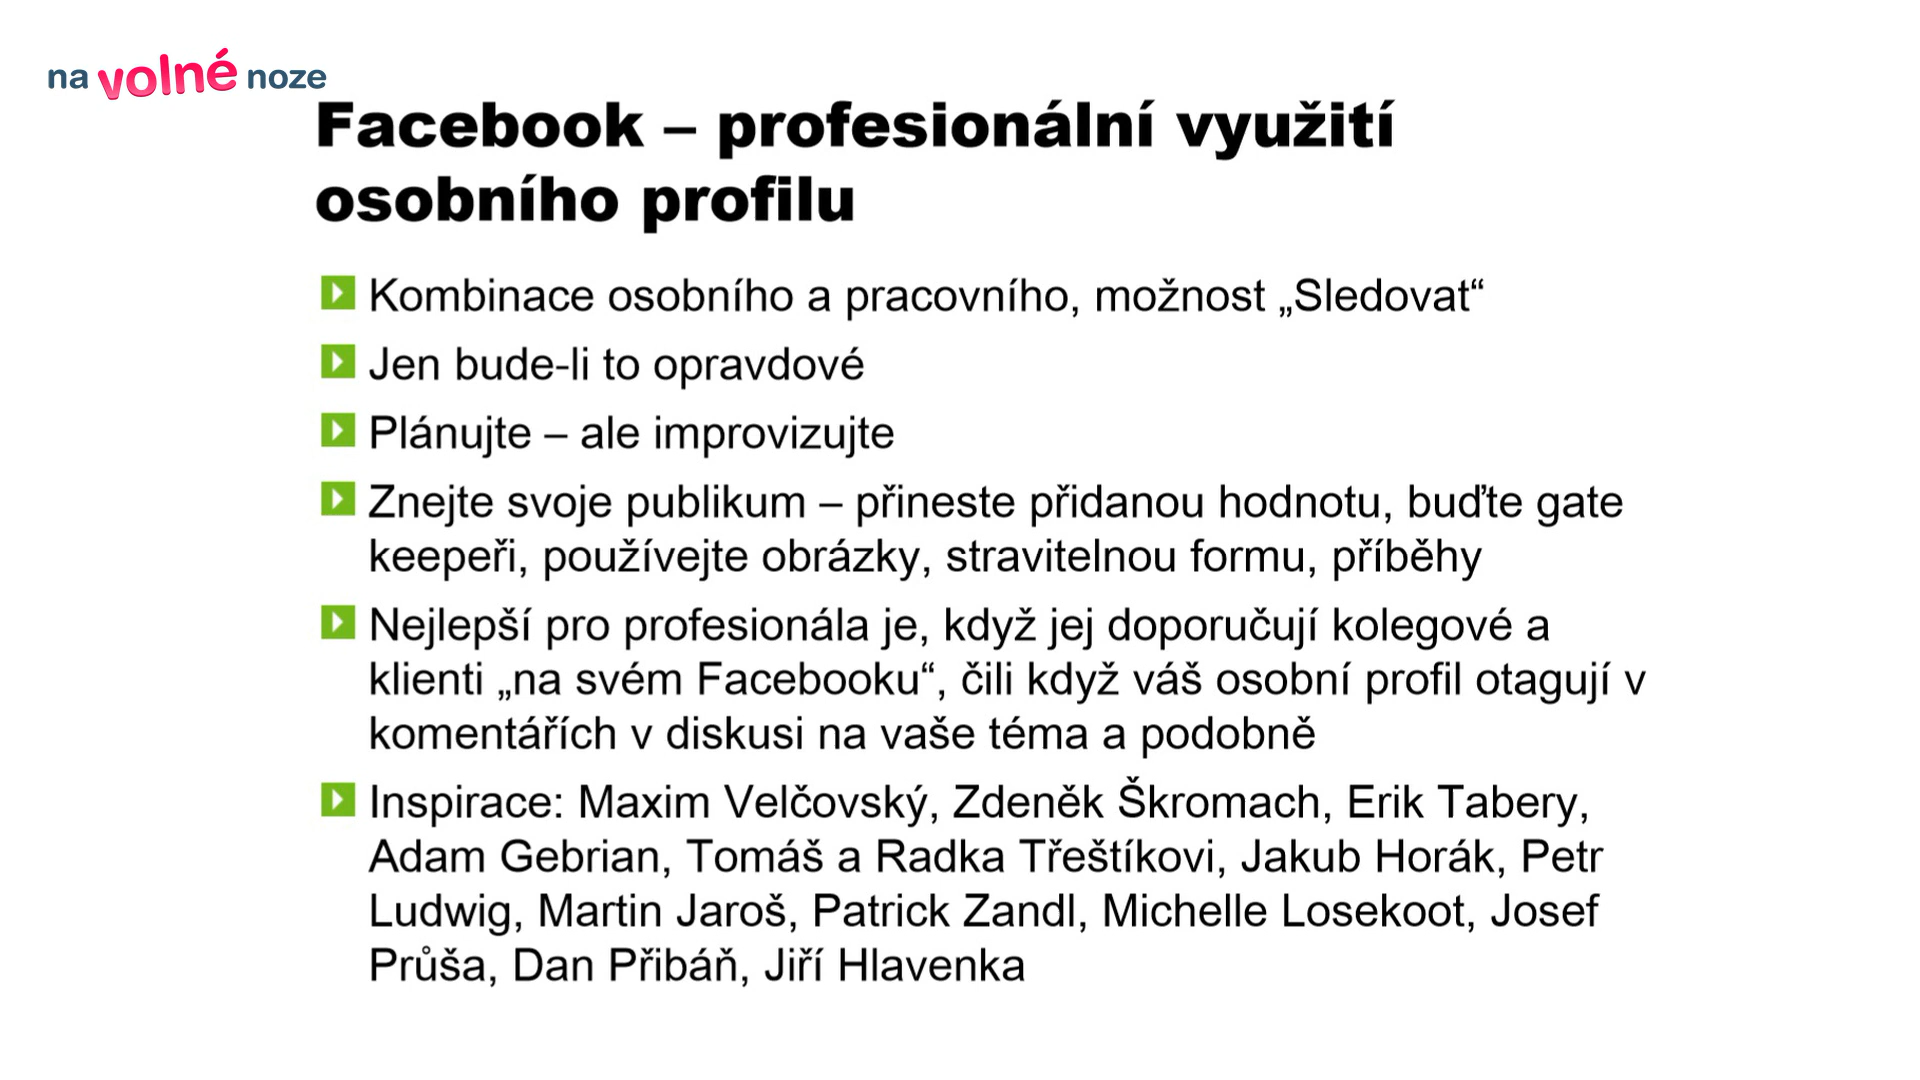 na volné noze
Facebook – profesionální využití
osobního profilu
Kombinace osobního a pracovního, možnost „Sledovat“
Jen bude-li to opravdové
Plánujte – ale improvizujte
Znejte svoje publikum – přineste přidanou hodnotu, buďte gate
keepeři, používejte obrázky, stravitelnou formu, příběhy
Nejlepší pro profesionála je, když jej doporučují kolegové a
klienti „na svém Facebooku“, čili když váš osobní profil otagují v
komentářích v diskusi na vaše téma a podobně
Inspirace: Maxim Velčovský, Zdeněk Škromach, Erik Tabery,
Adam Gebrian, Tomáš a Radka Třeštíkovi, Jakub Horák, Petr
Ludwig, Martin Jaroš, Patrick Zandl, Michelle Losekoot, Josef
Průša, Dan Přibáň, Jiří Hlavenka